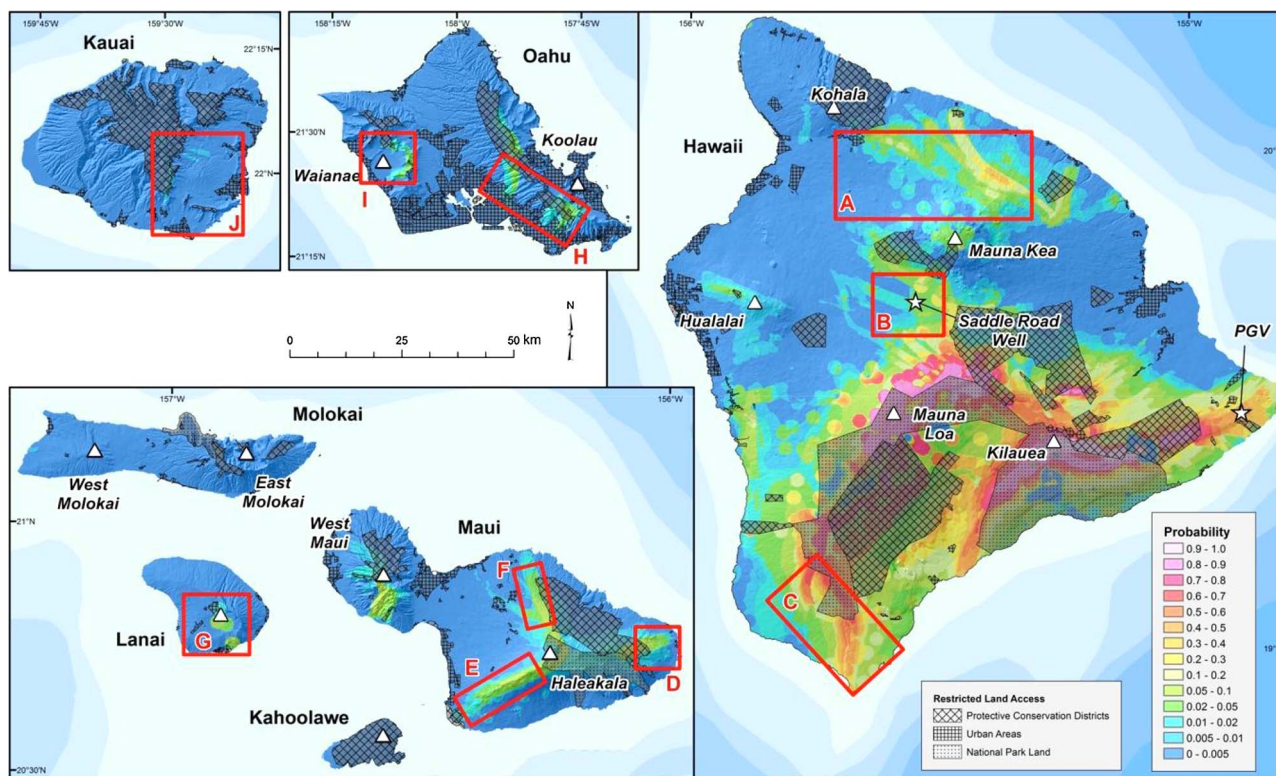 159°45'W
159°30'W
Kauai
22°15'N
22°N
J
158°15'W
158°W
157°45'W
Oahu
21°30'N
Koolau
Waianae
I
H
21°15'N
156°W
155°W
Kohala
Hawaii
20°
A
Mauna Kea
B
Hualalai
Saddle Road
Well
PGV
Mauna
Loa
Kilauea
C
19°
N
0 25 50 km
157°W
156°W
Molokai
West
Molokai
East
Molokai
21°N
West
Maui
Maui
F
Lanai
G
E
D
Haleakala
Kahoolawe
20°30'N
Restricted Land Access
Protective Conservation Districts
Urban Areas
National Park Land
Probability
0.9 - 1.0
0.8 - 0.9
0.7 - 0.8
0.6 - 0.7
0.5 - 0.6
0.4 - 0.5
0.3 - 0.4
0.2 - 0.3
0.1 - 0.2
0.05 - 0.1
0.02 - 0.05
0.01 - 0.02
0.005 - 0.01
0 - 0.005